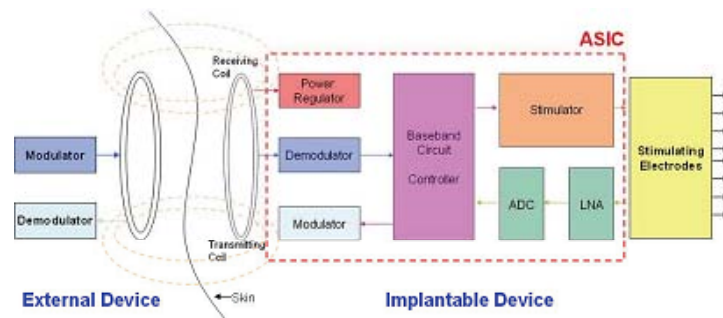 ASIC
Receiving
Coil
Power
Regulator
Modulator
Demodulator
Baseband
Circuit
Controller
Stimulator
Stimulating
Electrodes
Demodulator
Modulator
ADC
LNA
Transmitting
Coil
Skin
External Device
Implantable Device